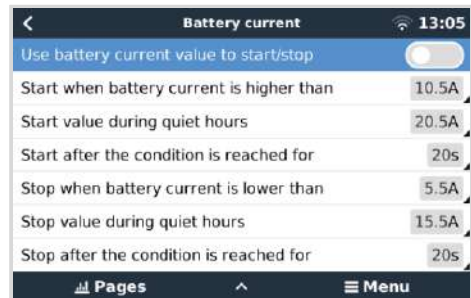 Battery current 13:05
Use battery current value to start/stop
Start when battery current is higher than 10.5A
Start value during quiet hours 20.5A
Start after the condition is reached for 20s
Stop when battery current is lower than 5.5A
Stop value during quiet hours 15.5A
Stop after the condition is reached for 20s
Pages Menu